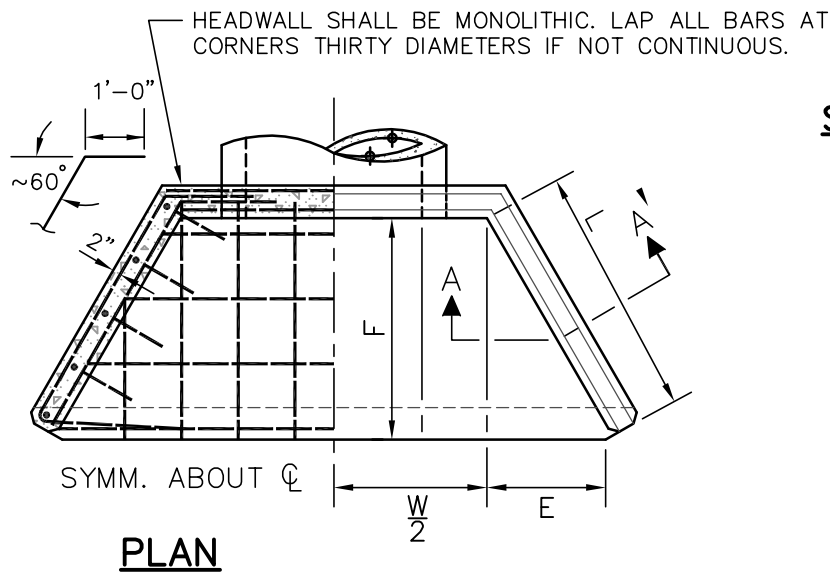 HEADWALL SHALL BE MONOLITHIC. LAP ALL BARS AT
CORNERS THIRTY DIAMETERS IF NOT CONTINUOUS.
1'-0"
~60°
2"
L
A'
A
F
SYMM. ABOUT ℄
W
2
E
PLAN